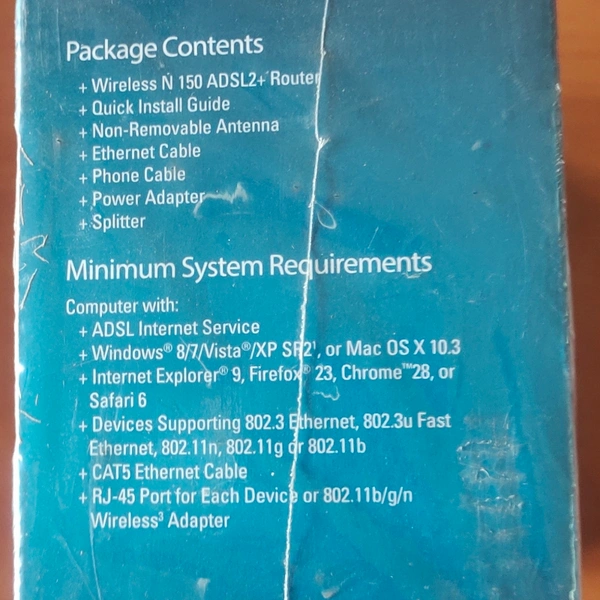 Package Contents
+ Wireless N 150 ADSL2+ Router
+ Quick Install Guide
+ Non-Removable Antenna
+ Ethernet Cable
+ Phone Cable
+ Power Adapter
+ Splitter
Minimum System Requirements
Computer with:
+ ADSL Internet Service
+ Windows® 8/7/Vista®/XP SP2¹, or Mac OS X 10.3
+ Internet Explorer® 9, Firefox® 23, Chrome™28, or
Safari 6
+ Devices Supporting 802.3 Ethernet, 802.3u Fast
Ethernet, 802.11n, 802.11g or 802.11b
+ CAT5 Ethernet Cable
+ RJ-45 Port for Each Device or 802.11b/g/n
Wireless³ Adapter